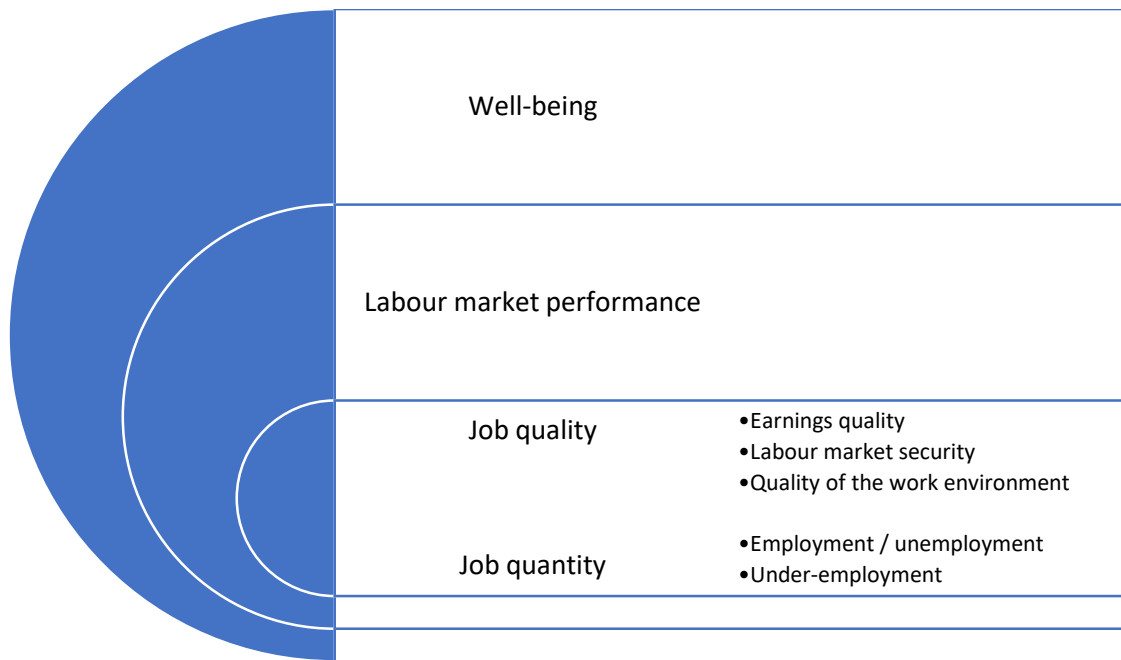 Well-being
Labour market performance
Job quality
•Earnings quality
•Labour market security
•Quality of the work environment
Job quantity
•Employment / unemployment
•Under-employment